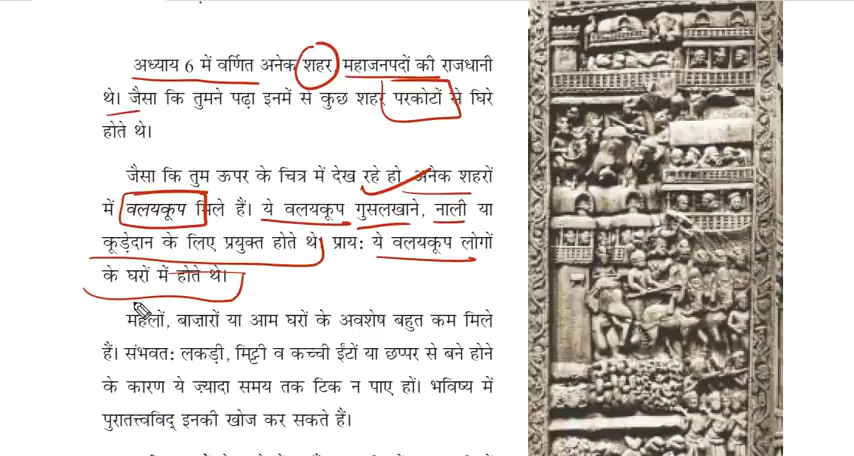 अध्याय 6 में वर्णित अनेक शहर महाजनपदों की राजधानी
थे। जैसा कि तुमने पढ़ा इनमें से कुछ शहर परकोटों से घिरे
होते थे।
जैसा कि तुम ऊपर के चित्र में देख रहे हो, अनेक शहरों
में वलयकूप मिले हैं। ये वलयकूप गुसलखाने, नाली या
कूड़ेदान के लिए प्रयुक्त होते थे। प्राय: ये वलयकूप लोगों
के घरों में होते थे।
महलों, बाजारों या आम घरों के अवशेष बहुत कम मिले
हैं। संभवत: लकड़ी, मिट्टी व कच्ची ईंटों या छप्पर से बने होने
के कारण ये ज़्यादा समय तक टिक न पाए हों। भविष्य में
पुरातत्त्वविद् इनकी खोज कर सकते हैं।